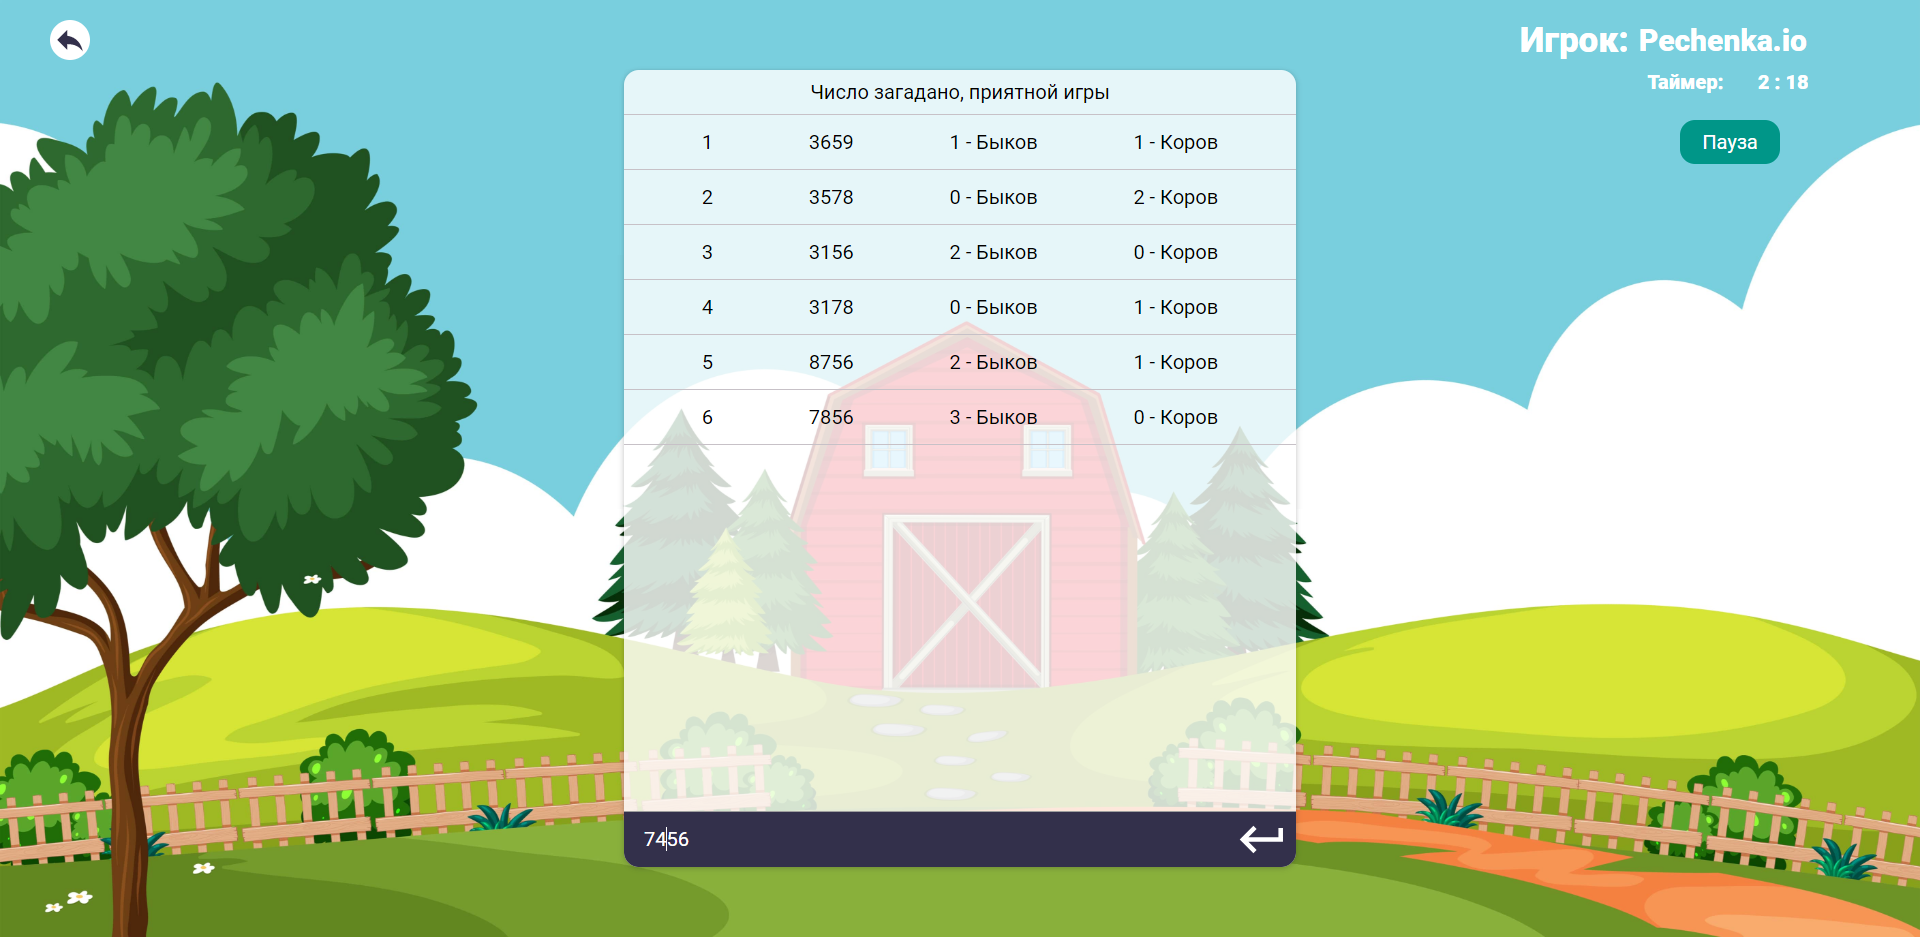 Игрок: Pechenka.io
Таймер: 2 : 18
Пауза
Число загадано, приятной игры
1 3659 1 - Быков 1 - Коров
2 3578 0 - Быков 2 - Коров
3 3156 2 - Быков 0 - Коров
4 3178 0 - Быков 1 - Коров
5 8756 2 - Быков 1 - Коров
6 7856 3 - Быков 0 - Коров
7456